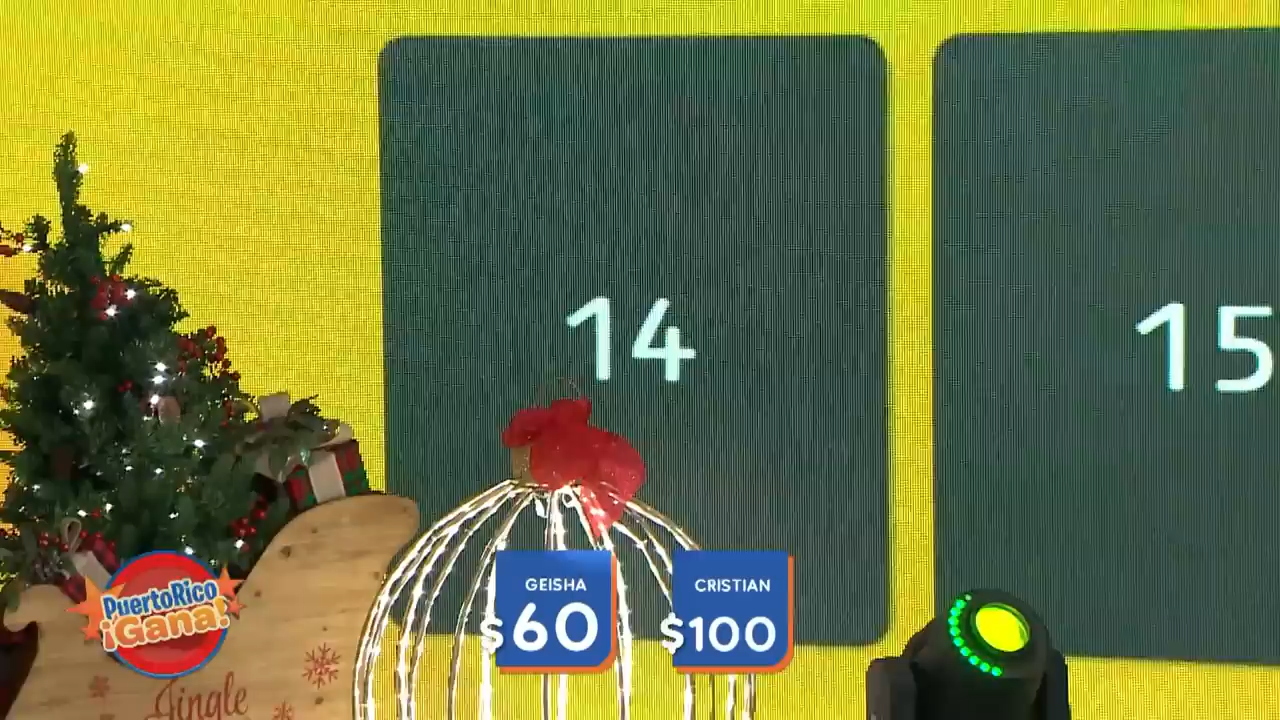 14
15
GEISHA
$60
CRISTIAN
$100
PuertoRico
¡Gana!
Jingle